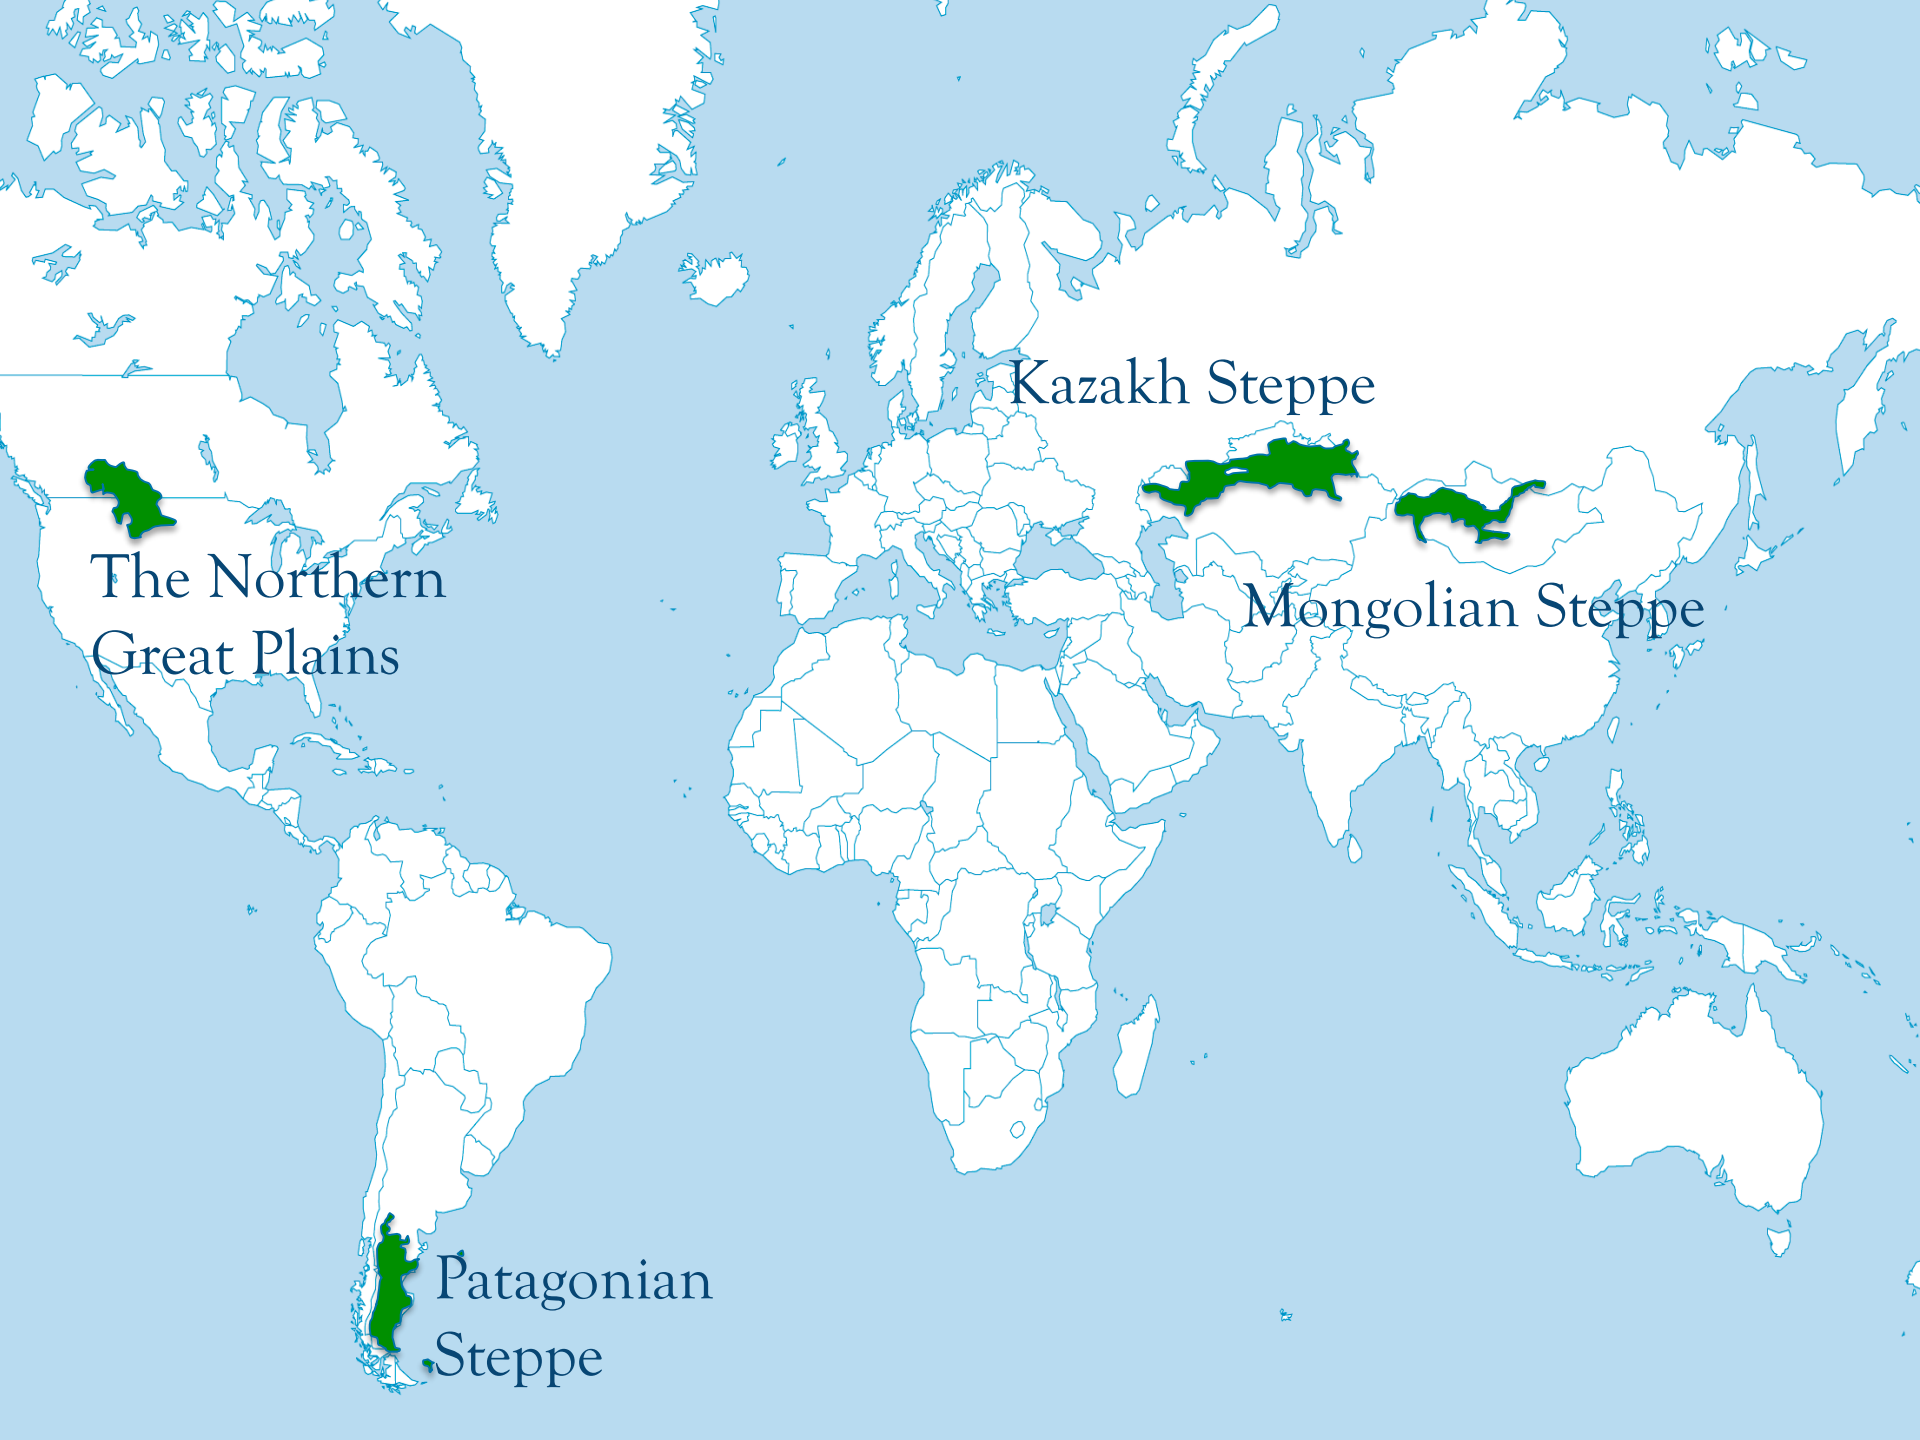 Kazakh Steppe
The Northern
Great Plains
Mongolian Steppe
Patagonian
Steppe